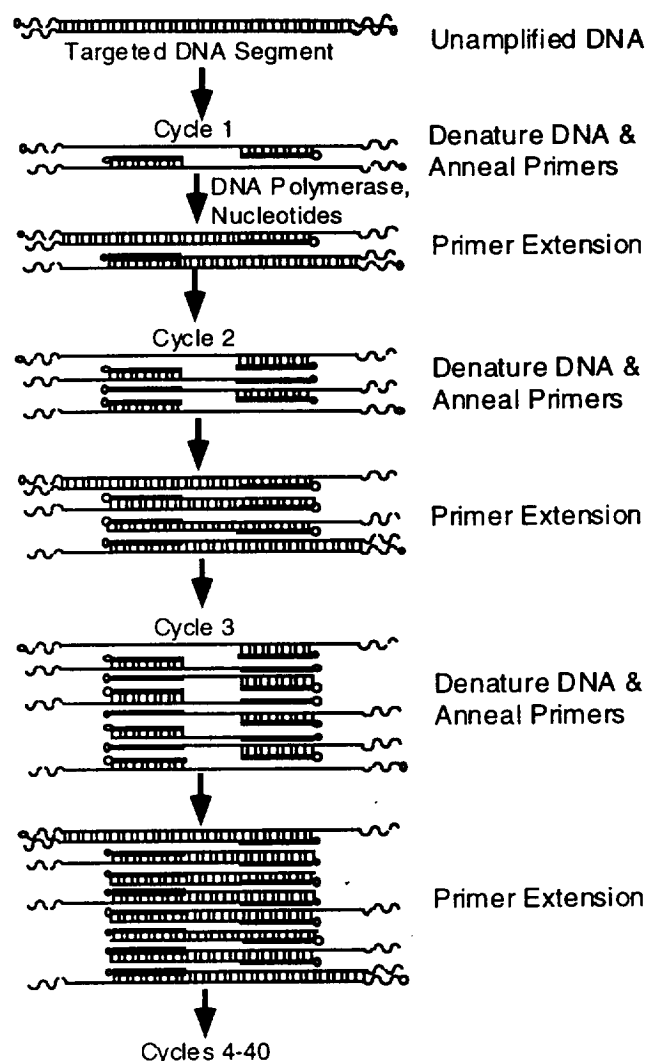 Unamplified DNA
Targeted DNA Segment
Cycle 1
Denature DNA &
Anneal Primers
DNA Polymerase,
Nucleotides
Primer Extension
Cycle 2
Denature DNA &
Anneal Primers
Primer Extension
Cycle 3
Denature DNA &
Anneal Primers
Primer Extension
Cycles 4-40